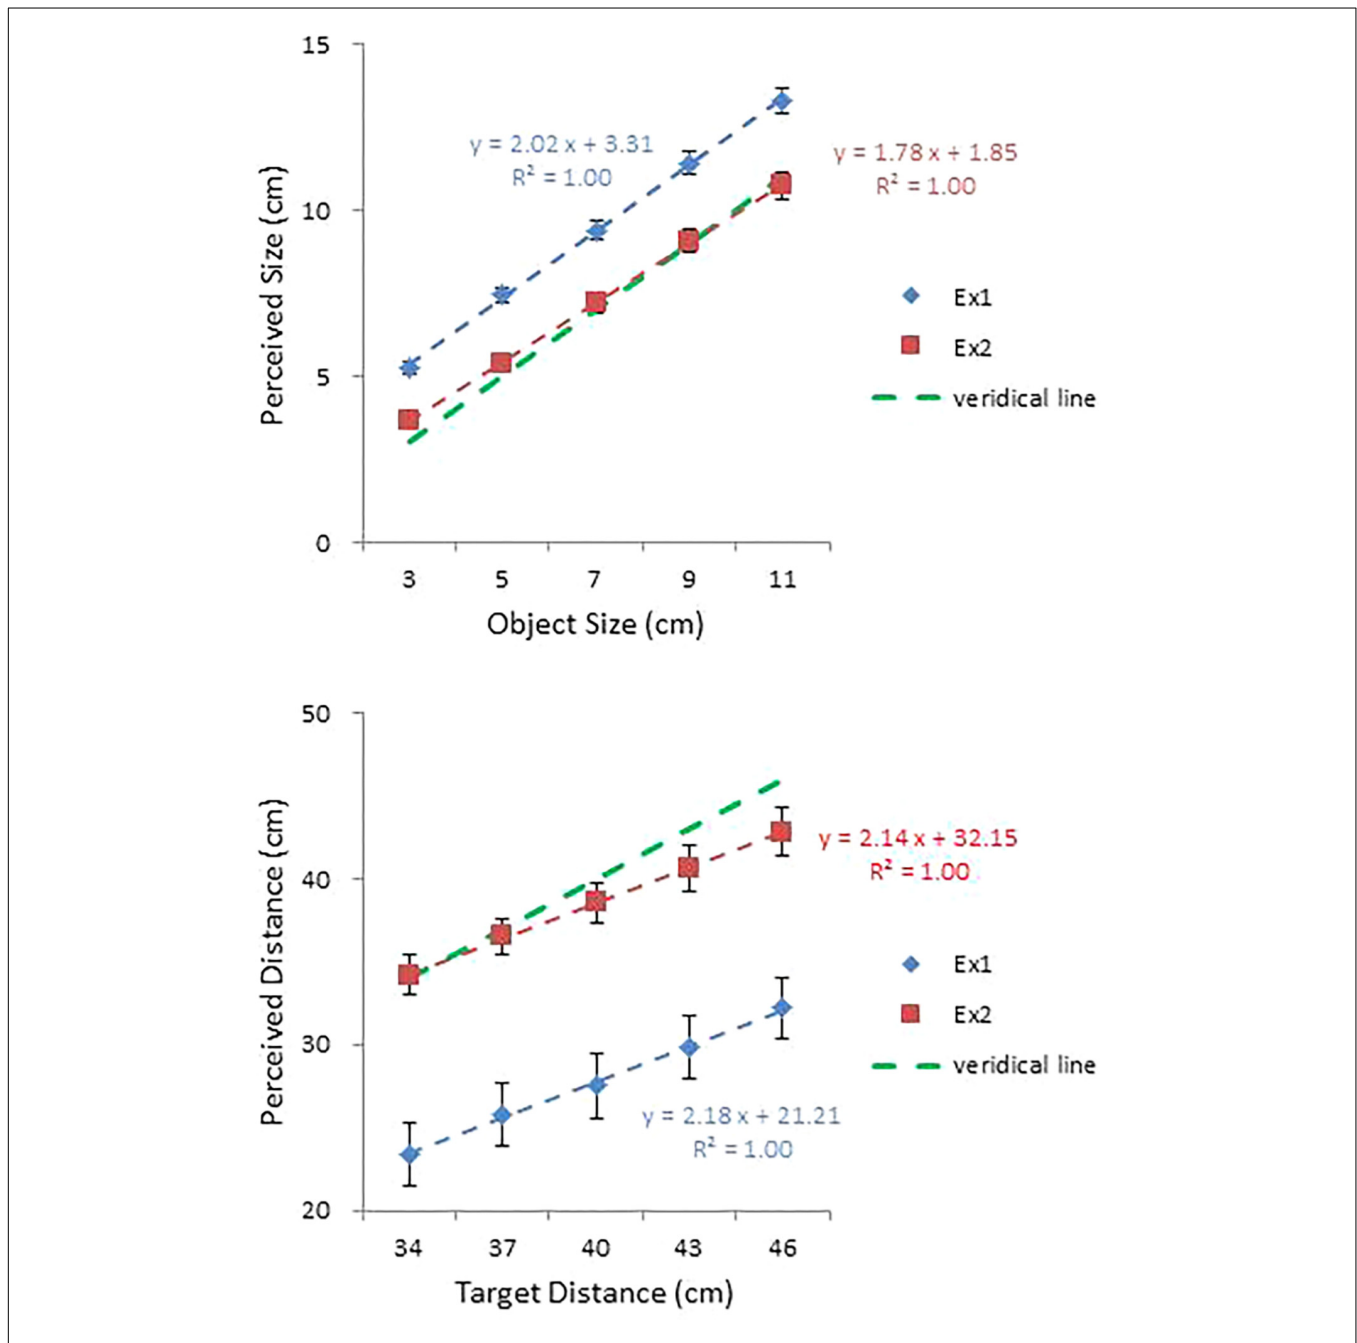 15
10
5
0
Perceived Size (cm)
y = 2.02 x + 3.31
R² = 1.00
y = 1.78 x + 1.85
R² = 1.00
Ex1
Ex2
veridical line
3 5 7 9 11
Object Size (cm)
50
40
30
20
Perceived Distance (cm)
y = 2.14 x + 32.15
R² = 1.00
Ex1
Ex2
veridical line
y = 2.18 x + 21.21
R² = 1.00
34 37 40 43 46
Target Distance (cm)